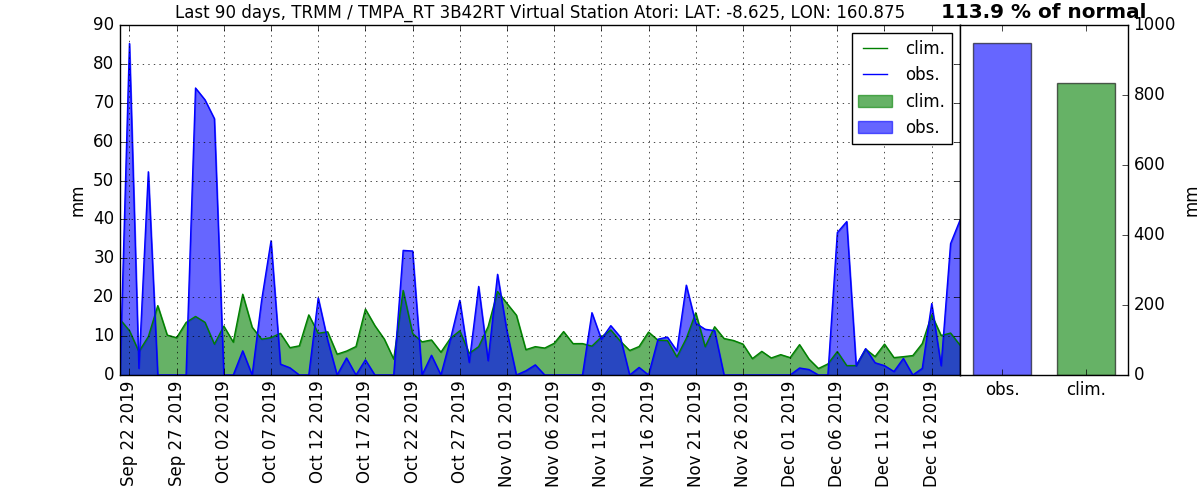 Last 90 days, TRMM / TMPA_RT 3B42RT Virtual Station Atori: LAT: -8.625, LON: 160.875
113.9 % of normal
90
80
70
60
50
40
30
20
10
0
mm
clim.
obs.
clim.
obs.
1000
800
600
400
200
0
mm
obs.
clim.
Sep 22 2019
Sep 27 2019
Oct 02 2019
Oct 07 2019
Oct 12 2019
Oct 17 2019
Oct 22 2019
Oct 27 2019
Nov 01 2019
Nov 06 2019
Nov 11 2019
Nov 16 2019
Nov 21 2019
Nov 26 2019
Dec 01 2019
Dec 06 2019
Dec 11 2019
Dec 16 2019